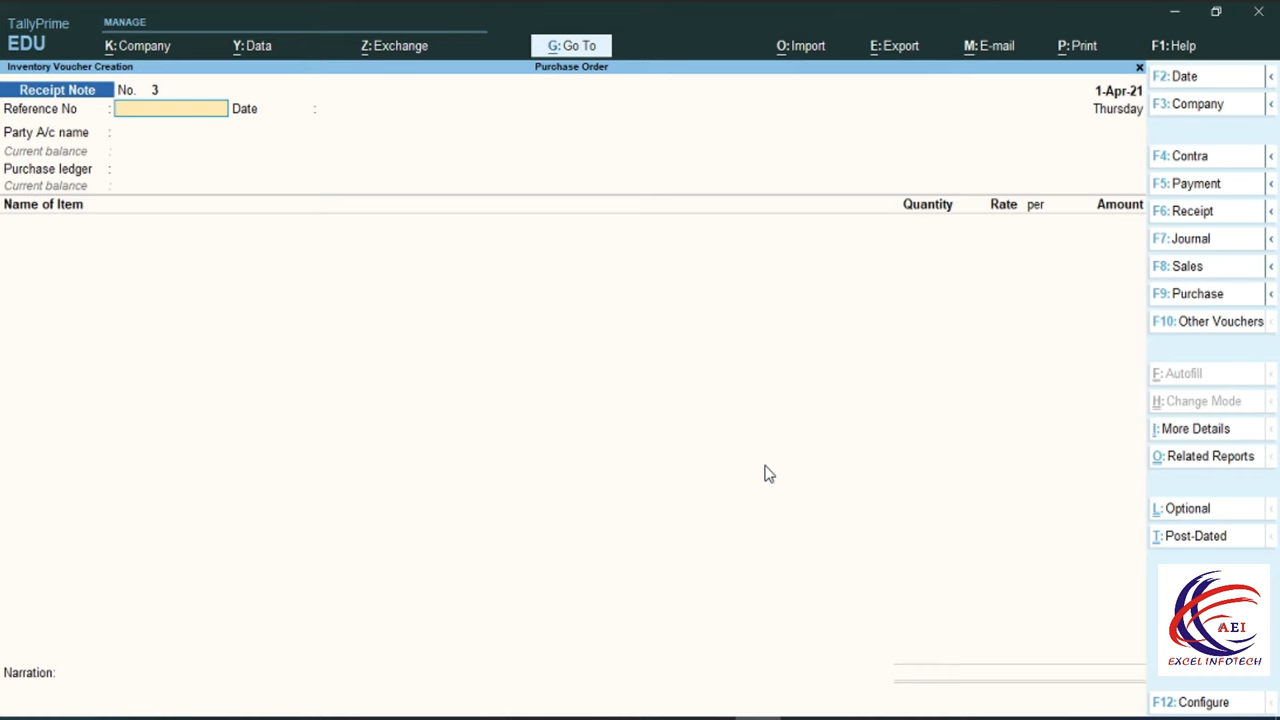 TallyPrime
EDU
MANAGE
K: Company
Y: Data
Z: Exchange
G: Go To
O: Import
E: Export
M: E-mail
P: Print
F1: Help
Inventory Voucher Creation
Purchase Order
x
Receipt Note No. 3
1-Apr-21
Reference No : Date :
Thursday
Party A/c name :
Current balance :
Purchase ledger :
Current balance :
Name of Item Quantity Rate per Amount
Narration:
F2: Date
F3: Company
F4: Contra
F5: Payment
F6: Receipt
F7: Journal
F8: Sales
F9: Purchase
F10: Other Vouchers
F: Autofill
H: Change Mode
I: More Details
O: Related Reports
L: Optional
T: Post-Dated
AEI
EXCEL INFOTECH
F12: Configure